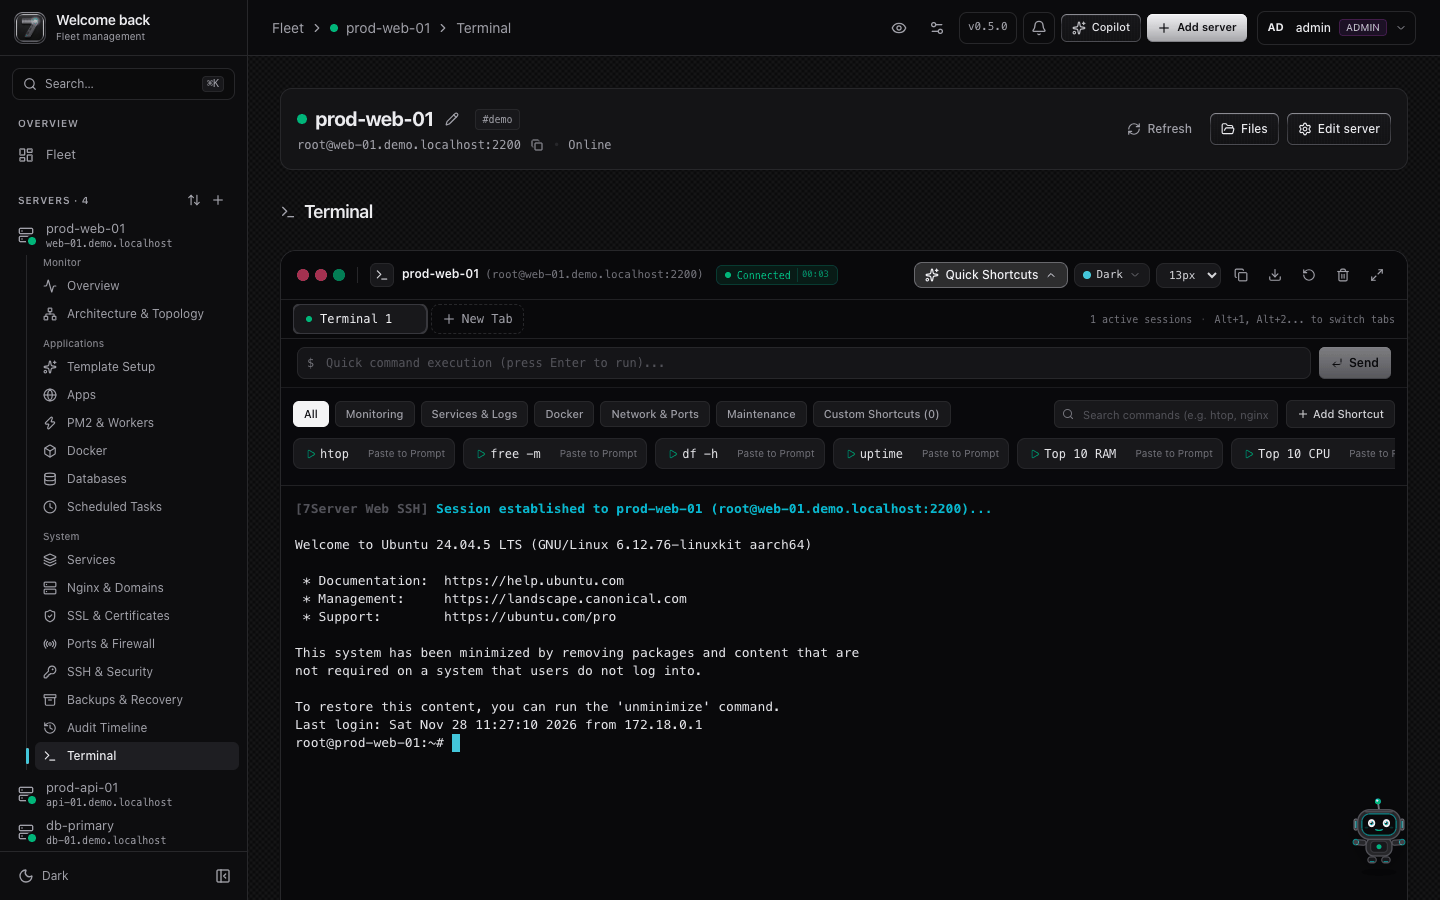 Welcome back
Fleet management
Search...
⌘K
OVERVIEW
Fleet
SERVERS · 4
prod-web-01
web-01.demo.localhost
Monitor
Overview
Architecture & Topology
Applications
Template Setup
Apps
PM2 & Workers
Docker
Databases
Scheduled Tasks
System
Services
Nginx & Domains
SSL & Certificates
Ports & Firewall
SSH & Security
Backups & Recovery
Audit Timeline
Terminal
prod-api-01
api-01.demo.localhost
db-primary
db-01.demo.localhost
Dark
Fleet > prod-web-01 > Terminal
v0.5.0
Copilot
+ Add server
AD admin ADMIN
prod-web-01 #demo
root@web-01.demo.localhost:2200 · Online
Refresh
Files
Edit server
Terminal
prod-web-01 (root@web-01.demo.localhost:2200) Connected 00:03
Quick Shortcuts
Dark
13px
Terminal 1
+ New Tab
1 active sessions · Alt+1, Alt+2... to switch tabs
$ Quick command execution (press Enter to run)...
Send
All
Monitoring
Services & Logs
Docker
Network & Ports
Maintenance
Custom Shortcuts (0)
Search commands (e.g. htop, nginx
+ Add Shortcut
htop Paste to Prompt
free -m Paste to Prompt
df -h Paste to Prompt
uptime Paste to Prompt
Top 10 RAM Paste to Prompt
Top 10 CPU Paste to P
[7Server Web SSH] Session established to prod-web-01 (root@web-01.demo.localhost:2200)...
Welcome to Ubuntu 24.04.5 LTS (GNU/Linux 6.12.76-linuxkit aarch64)
* Documentation: https://help.ubuntu.com
* Management: https://landscape.canonical.com
* Support: https://ubuntu.com/pro
This system has been minimized by removing packages and content that are
not required on a system that users do not log into.
To restore this content, you can run the 'unminimize' command.
Last login: Sat Nov 28 11:27:10 2026 from 172.18.0.1
root@prod-web-01:~#